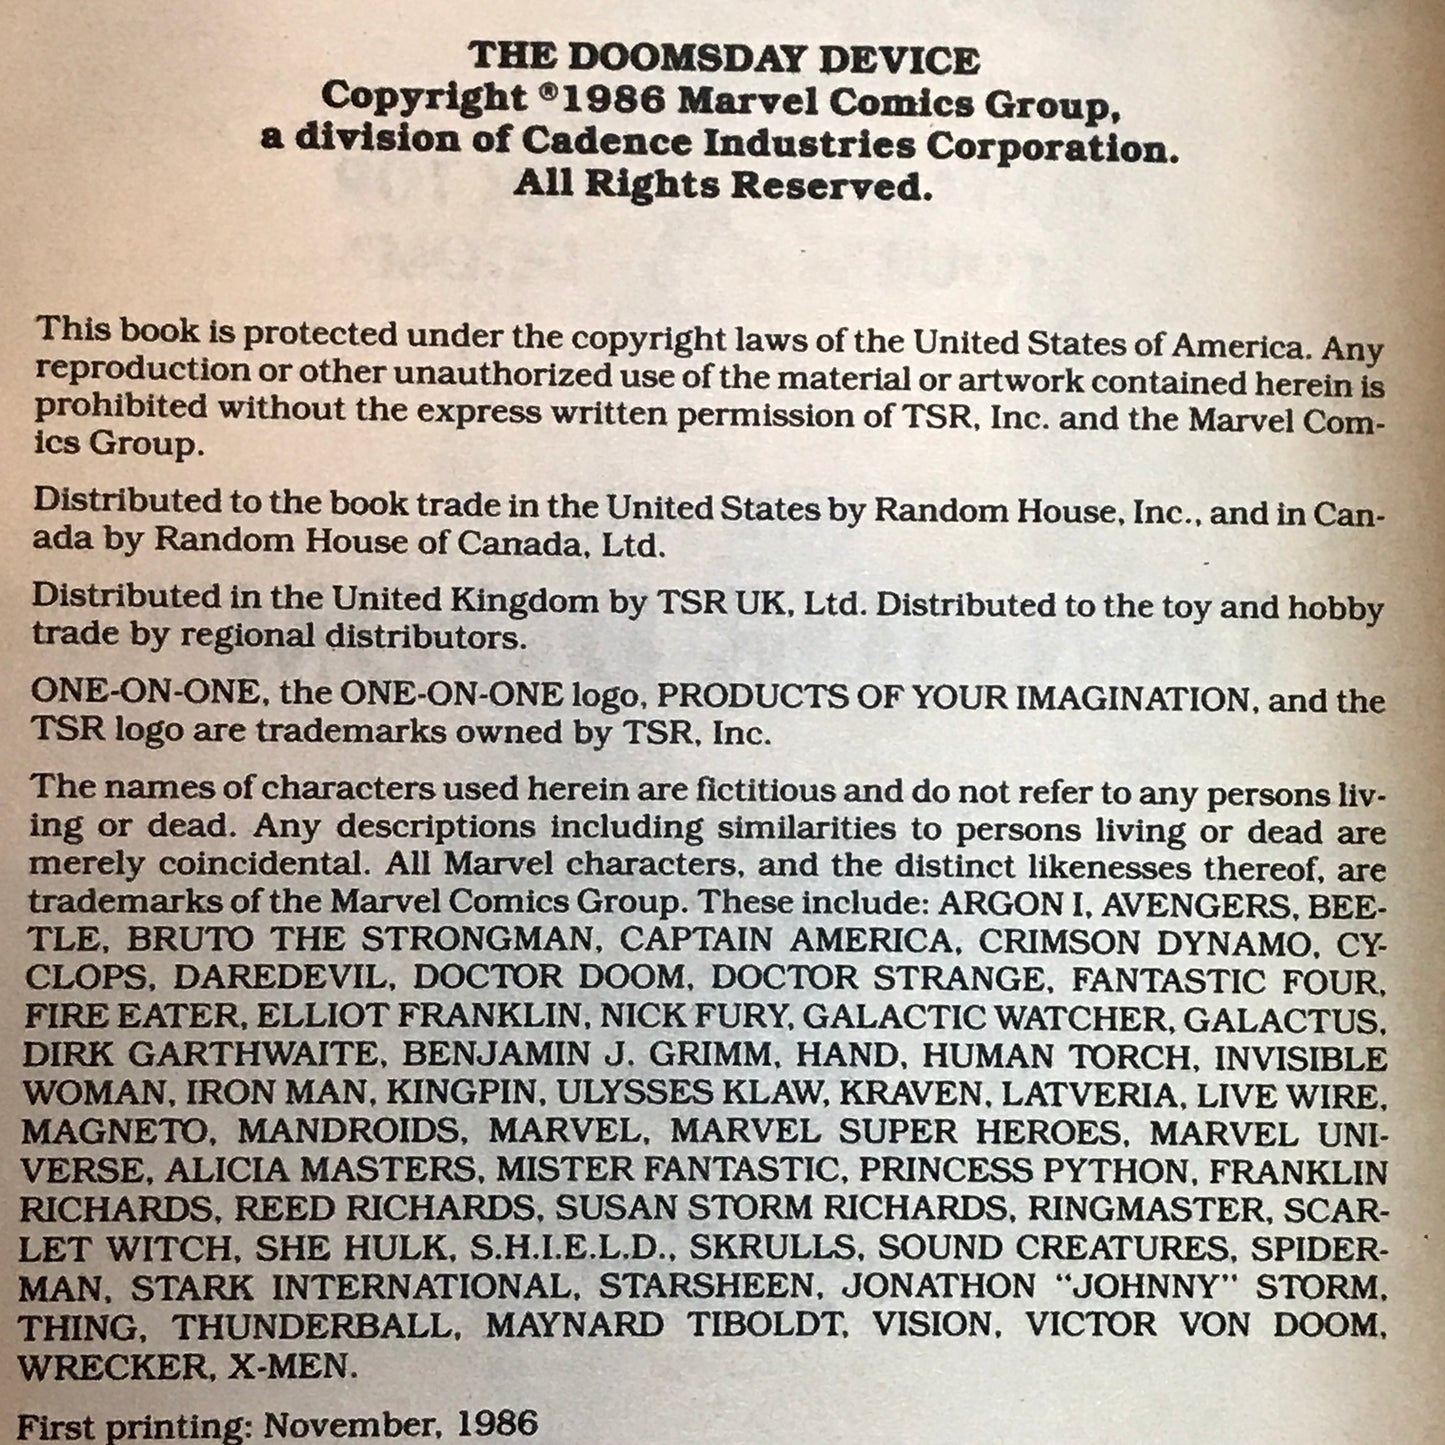 THE DOOMSDAY DEVICE
Copyright ®1986 Marvel Comics Group,
a division of Cadence Industries Corporation.
All Rights Reserved.
This book is protected under the copyright laws of the United States of America. Any
reproduction or other unauthorized use of the material or artwork contained herein is
prohibited without the express written permission of TSR, Inc. and the Marvel Com-
ics Group.
Distributed to the book trade in the United States by Random House, Inc., and in Can-
ada by Random House of Canada, Ltd.
Distributed in the United Kingdom by TSR UK, Ltd. Distributed to the toy and hobby
trade by regional distributors.
ONE-ON-ONE, the ONE-ON-ONE logo, PRODUCTS OF YOUR IMAGINATION, and the
TSR logo are trademarks owned by TSR, Inc.
The names of characters used herein are fictitious and do not refer to any persons liv-
ing or dead. Any descriptions including similarities to persons living or dead are
merely coincidental. All Marvel characters, and the distinct likenesses thereof, are
trademarks of the Marvel Comics Group. These include: ARGON I, AVENGERS, BEE-
TLE, BRUTO THE STRONGMAN, CAPTAIN AMERICA, CRIMSON DYNAMO, CY-
CLOPS, DAREDEVIL, DOCTOR DOOM, DOCTOR STRANGE, FANTASTIC FOUR,
FIRE EATER, ELLIOT FRANKLIN, NICK FURY, GALACTIC WATCHER, GALACTUS,
DIRK GARTHWAITE, BENJAMIN J. GRIMM, HAND, HUMAN TORCH, INVISIBLE
WOMAN, IRON MAN, KINGPIN, ULYSSES KLAW, KRAVEN, LATVERIA, LIVE WIRE,
MAGNETO, MANDROIDS, MARVEL, MARVEL SUPER HEROES, MARVEL UNI-
VERSE, ALICIA MASTERS, MISTER FANTASTIC, PRINCESS PYTHON, FRANKLIN
RICHARDS, REED RICHARDS, SUSAN STORM RICHARDS, RINGMASTER, SCAR-
LET WITCH, SHE HULK, S.H.I.E.L.D., SKRULLS, SOUND CREATURES, SPIDER-
MAN, STARK INTERNATIONAL, STARSHEEN, JONATHON “JOHNNY” STORM,
THING, THUNDERBALL, MAYNARD TIBOLDT, VISION, VICTOR VON DOOM,
WRECKER, X-MEN.
First printing: November, 1986